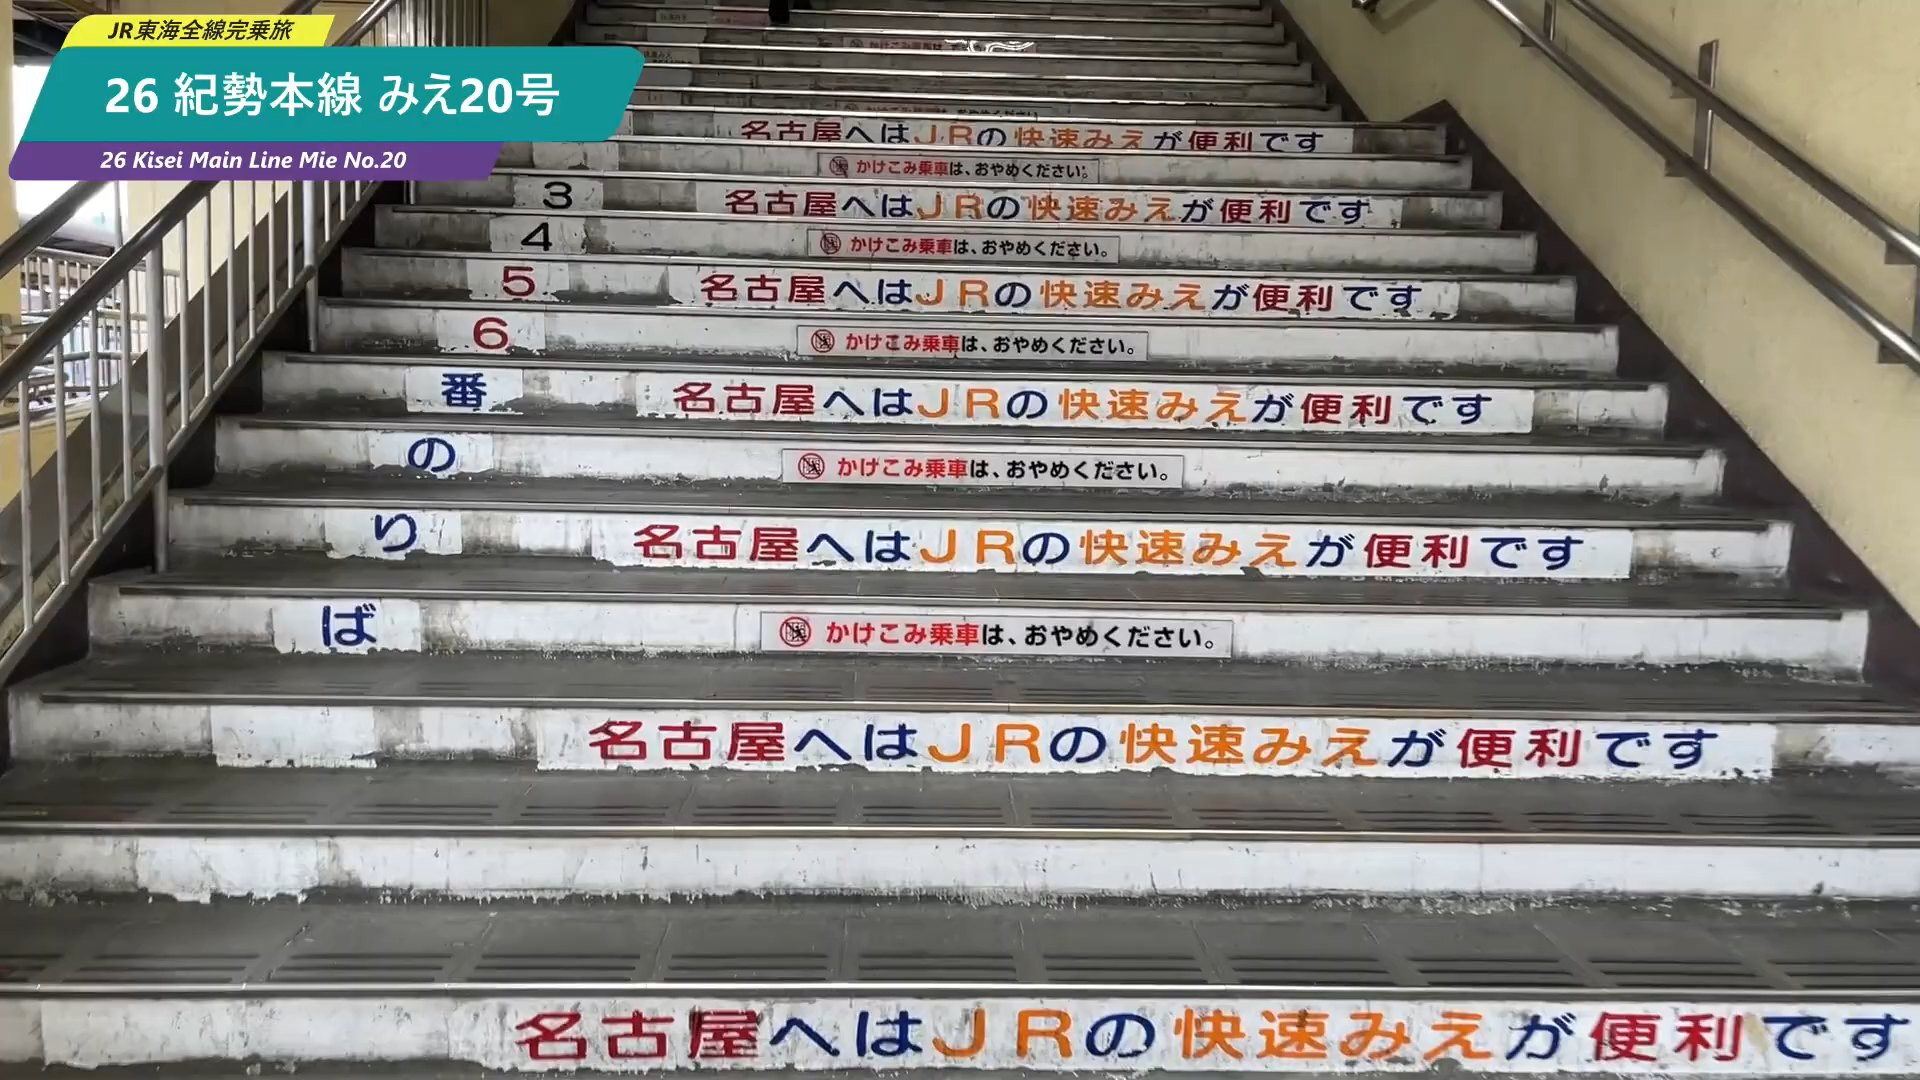 JR東海全線完乗旅
26 紀勢本線 みえ20号
26 Kisei Main Line Mie No.20
名古屋へはJRの快速みえが便利です
かけこみ乗車は、おやめください。
3 名古屋へはJRの快速みえが便利です
4 かけこみ乗車は、おやめください。
5 名古屋へはJRの快速みえが便利です
6 かけこみ乗車は、おやめください。
番 名古屋へはJRの快速みえが便利です
の かけこみ乗車は、おやめください。
り 名古屋へはJRの快速みえが便利です
ば かけこみ乗車は、おやめください。
名古屋へはJRの快速みえが便利です
名古屋へはJRの快速みえが便利です